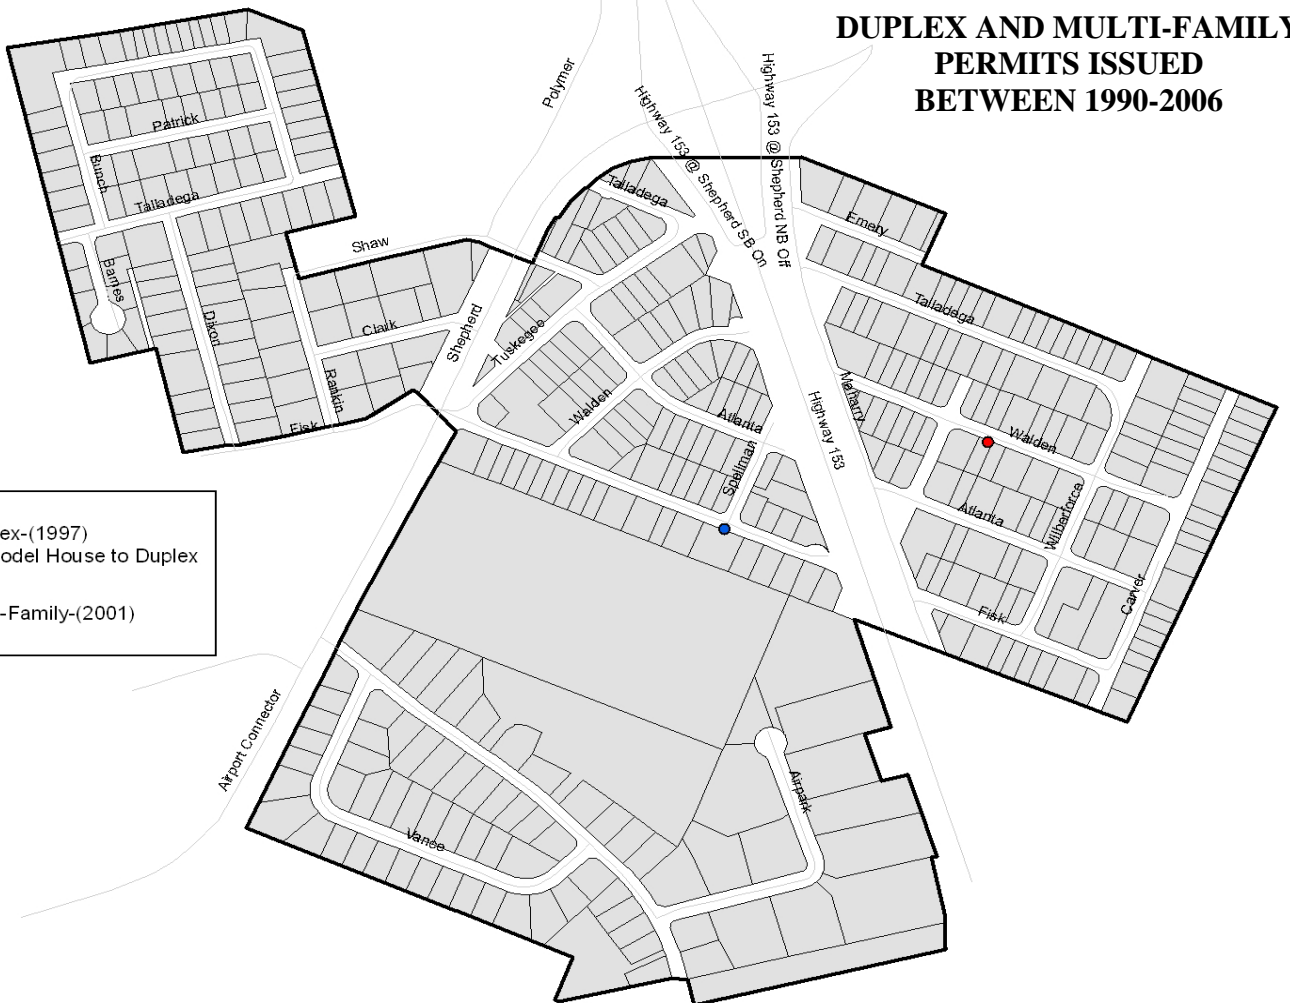 DUPLEX AND MULTI-FAMILY
PERMITS ISSUED
BETWEEN 1990-2006
Polymer
Highway 153 @ Shepherd SB On
Highway 153 @ Shepherd NB Off
Patrick
Bunch
Talladega
Barnes
Dixon
Shaw
Clark
Rankin
Fisk
Shepherd
Tuskegee
Talladega
Walden
Atlanta
Spellman
Highway 153
Meharry
Emery
Talladega
Walden
Atlanta
Wilberforce
Carver
Fisk
ex-(1997)
odel House to Duplex
-Family-(2001)
Airport Connector
Vance
Airpark